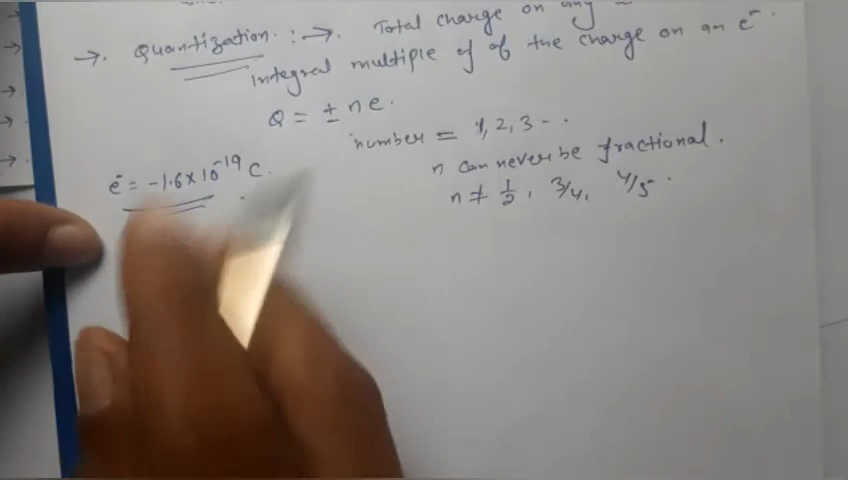 →. Quantization. : →. Total charge on any
Integral multiple of of the charge on an e⁻.
Q = ± ne.
number = 1, 2, 3 - - .
n can never be fractional.
n ≠ 1/2, 3/4, 4/5.
e⁻ = -1.6×10⁻¹⁹ C.